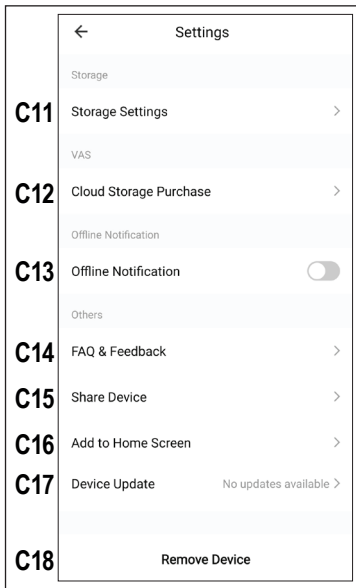 Settings
Storage
C11 Storage Settings
VAS
C12 Cloud Storage Purchase
Offline Notification
C13 Offline Notification
Others
C14 FAQ & Feedback
C15 Share Device
C16 Add to Home Screen
C17 Device Update No updates available
C18 Remove Device